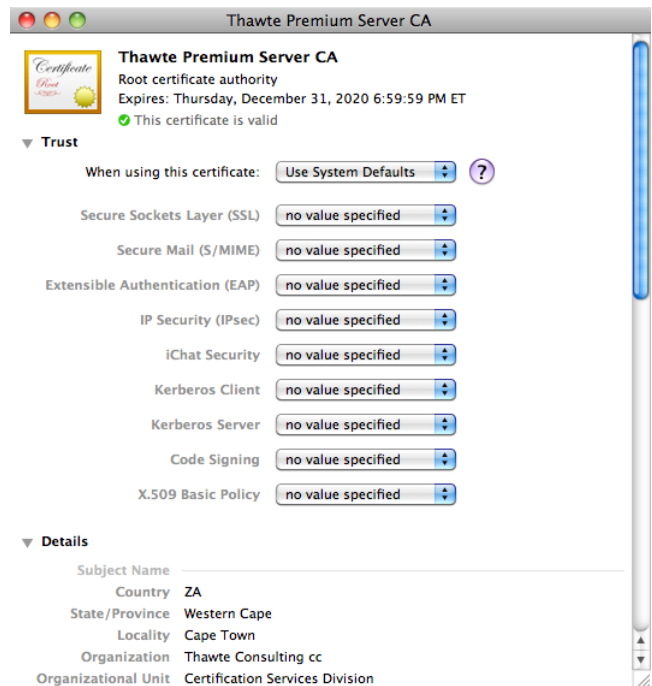 Thawte Premium Server CA
Certificate
Root
Thawte Premium Server CA
Root certificate authority
Expires: Thursday, December 31, 2020 6:59:59 PM ET
This certificate is valid
Trust
When using this certificate: Use System Defaults ?
Secure Sockets Layer (SSL) no value specified
Secure Mail (S/MIME) no value specified
Extensible Authentication (EAP) no value specified
IP Security (IPsec) no value specified
iChat Security no value specified
Kerberos Client no value specified
Kerberos Server no value specified
Code Signing no value specified
X.509 Basic Policy no value specified
Details
Subject Name
Country ZA
State/Province Western Cape
Locality Cape Town
Organization Thawte Consulting cc
Organizational Unit Certification Services Division